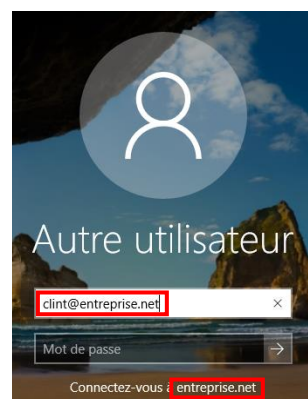 Autre utilisateur
clint@entreprise.net
Mot de passe
Connectez-vous à entreprise.net